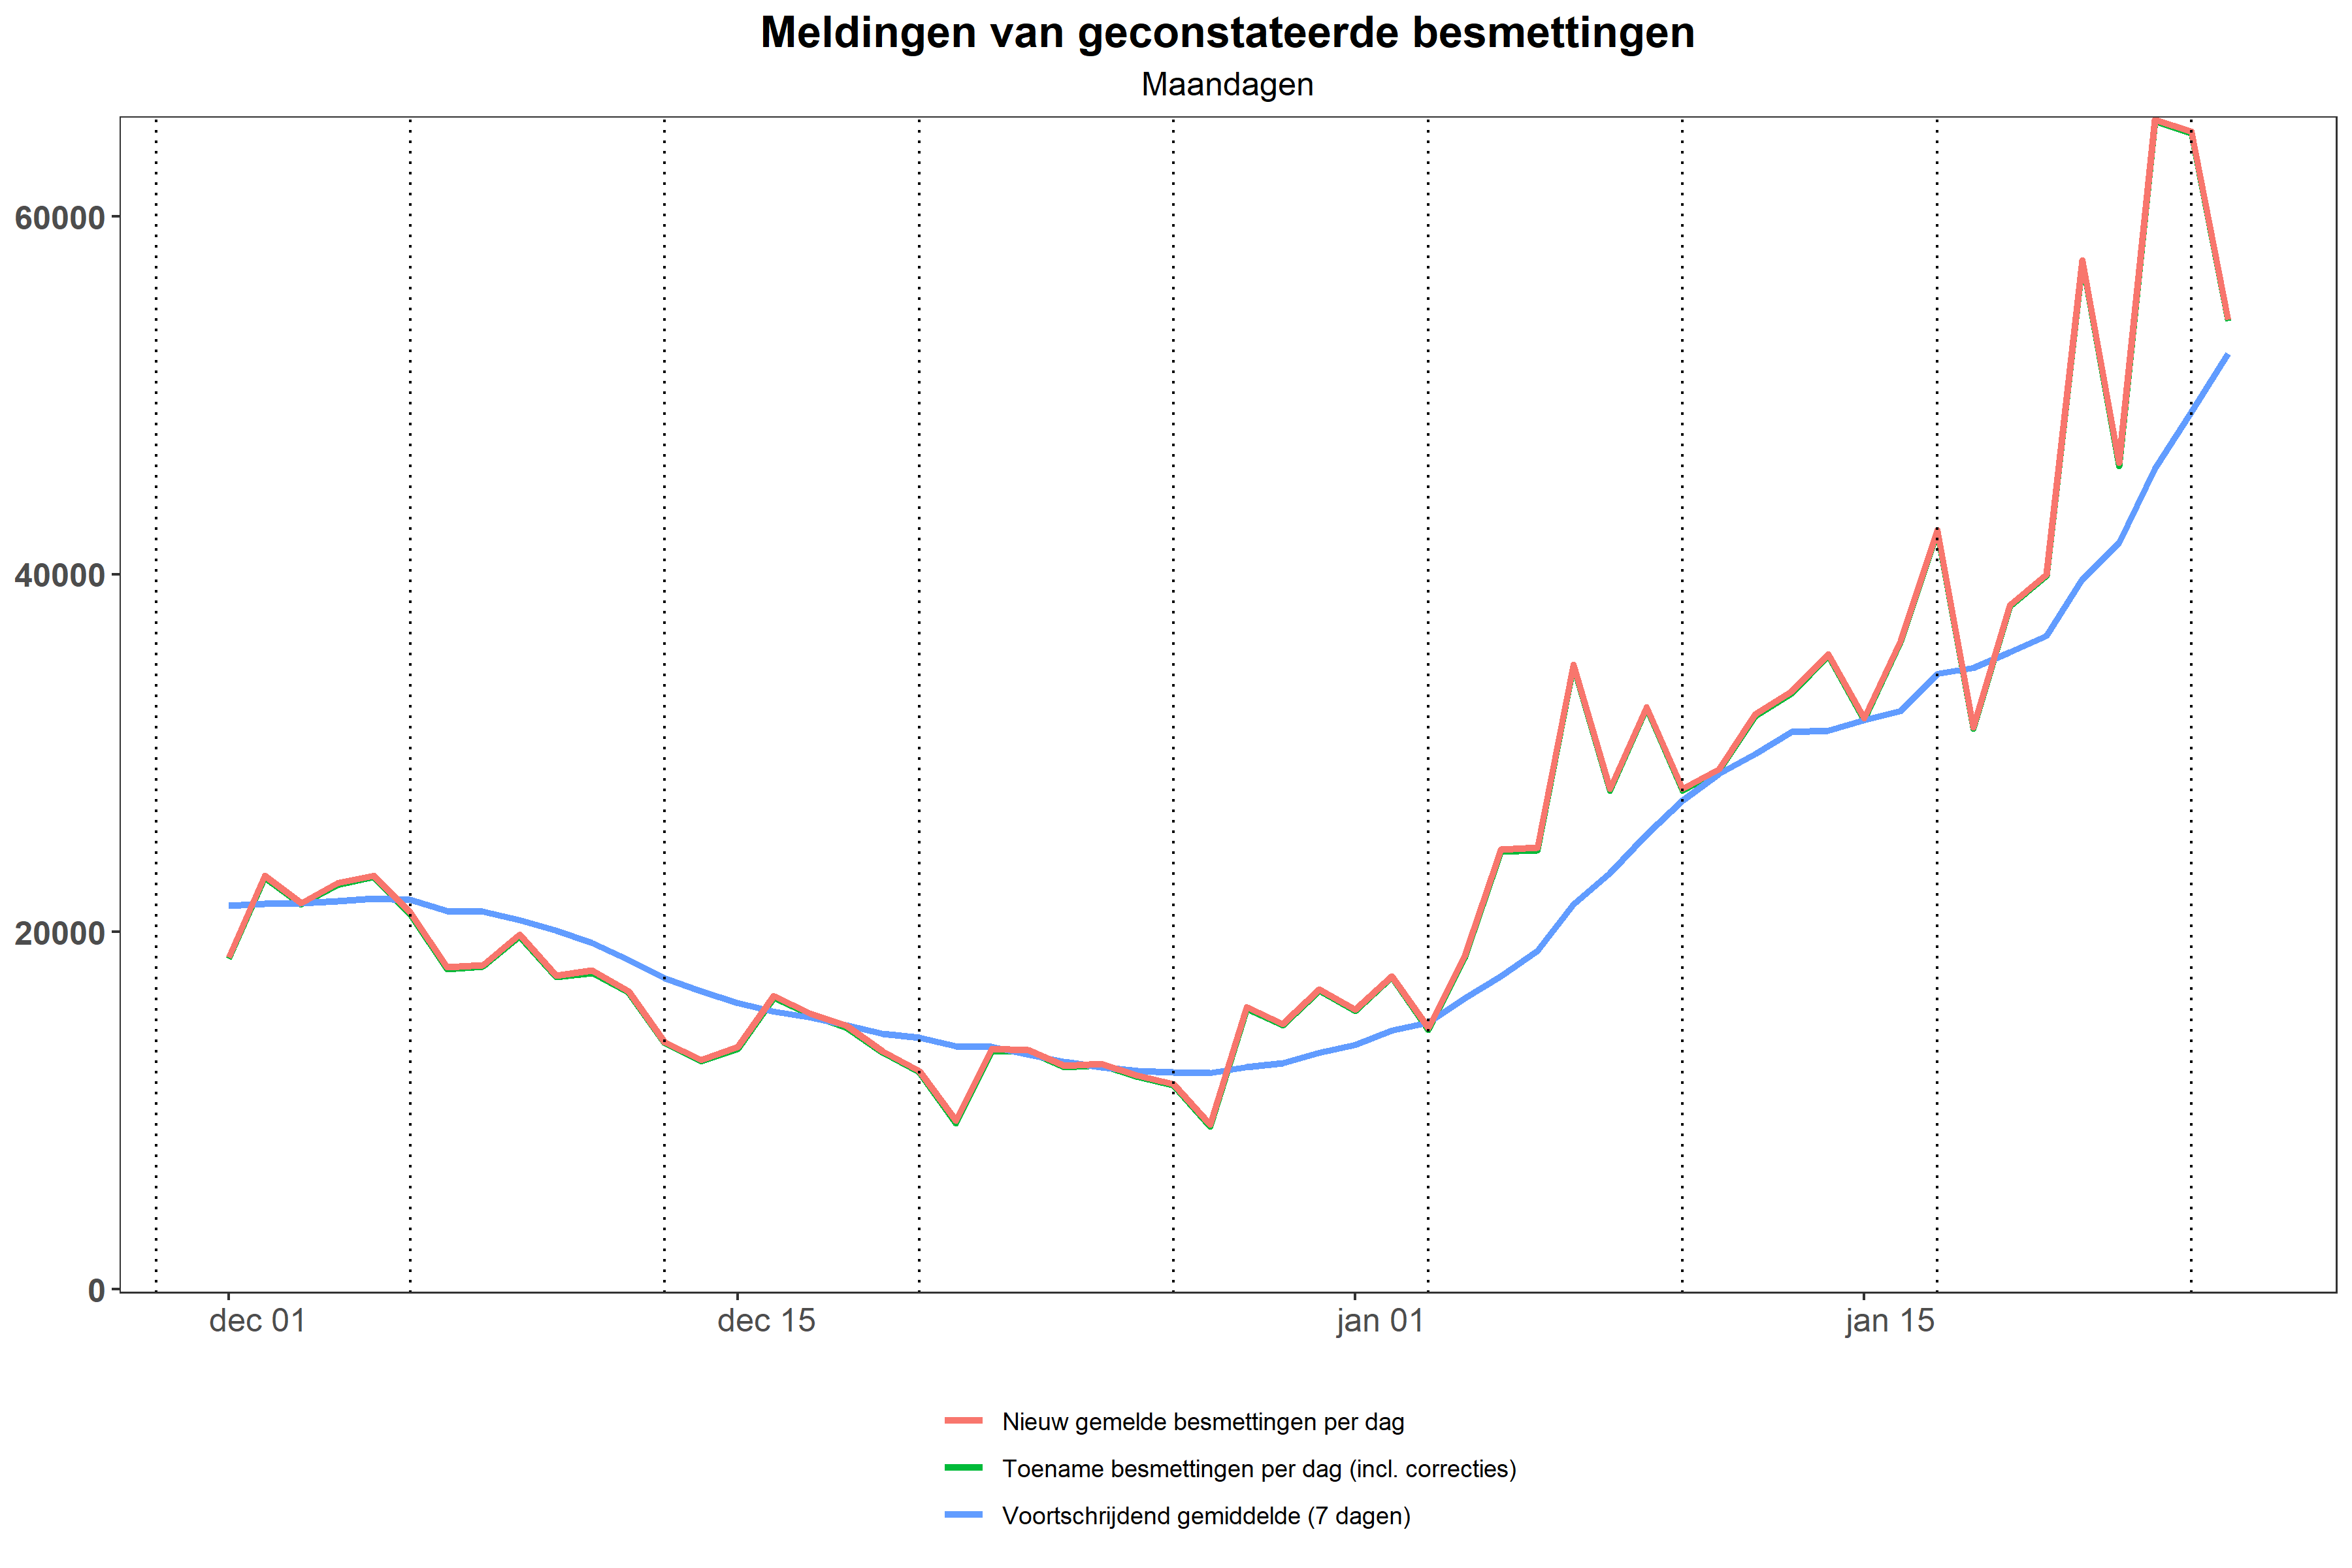 Meldingen van geconstateerde besmettingen
Maandagen
60000
40000
20000
0
dec 01 dec 15 jan 01 jan 15
Nieuw gemelde besmettingen per dag
Toename besmettingen per dag (incl. correcties)
Voortschrijdend gemiddelde (7 dagen)